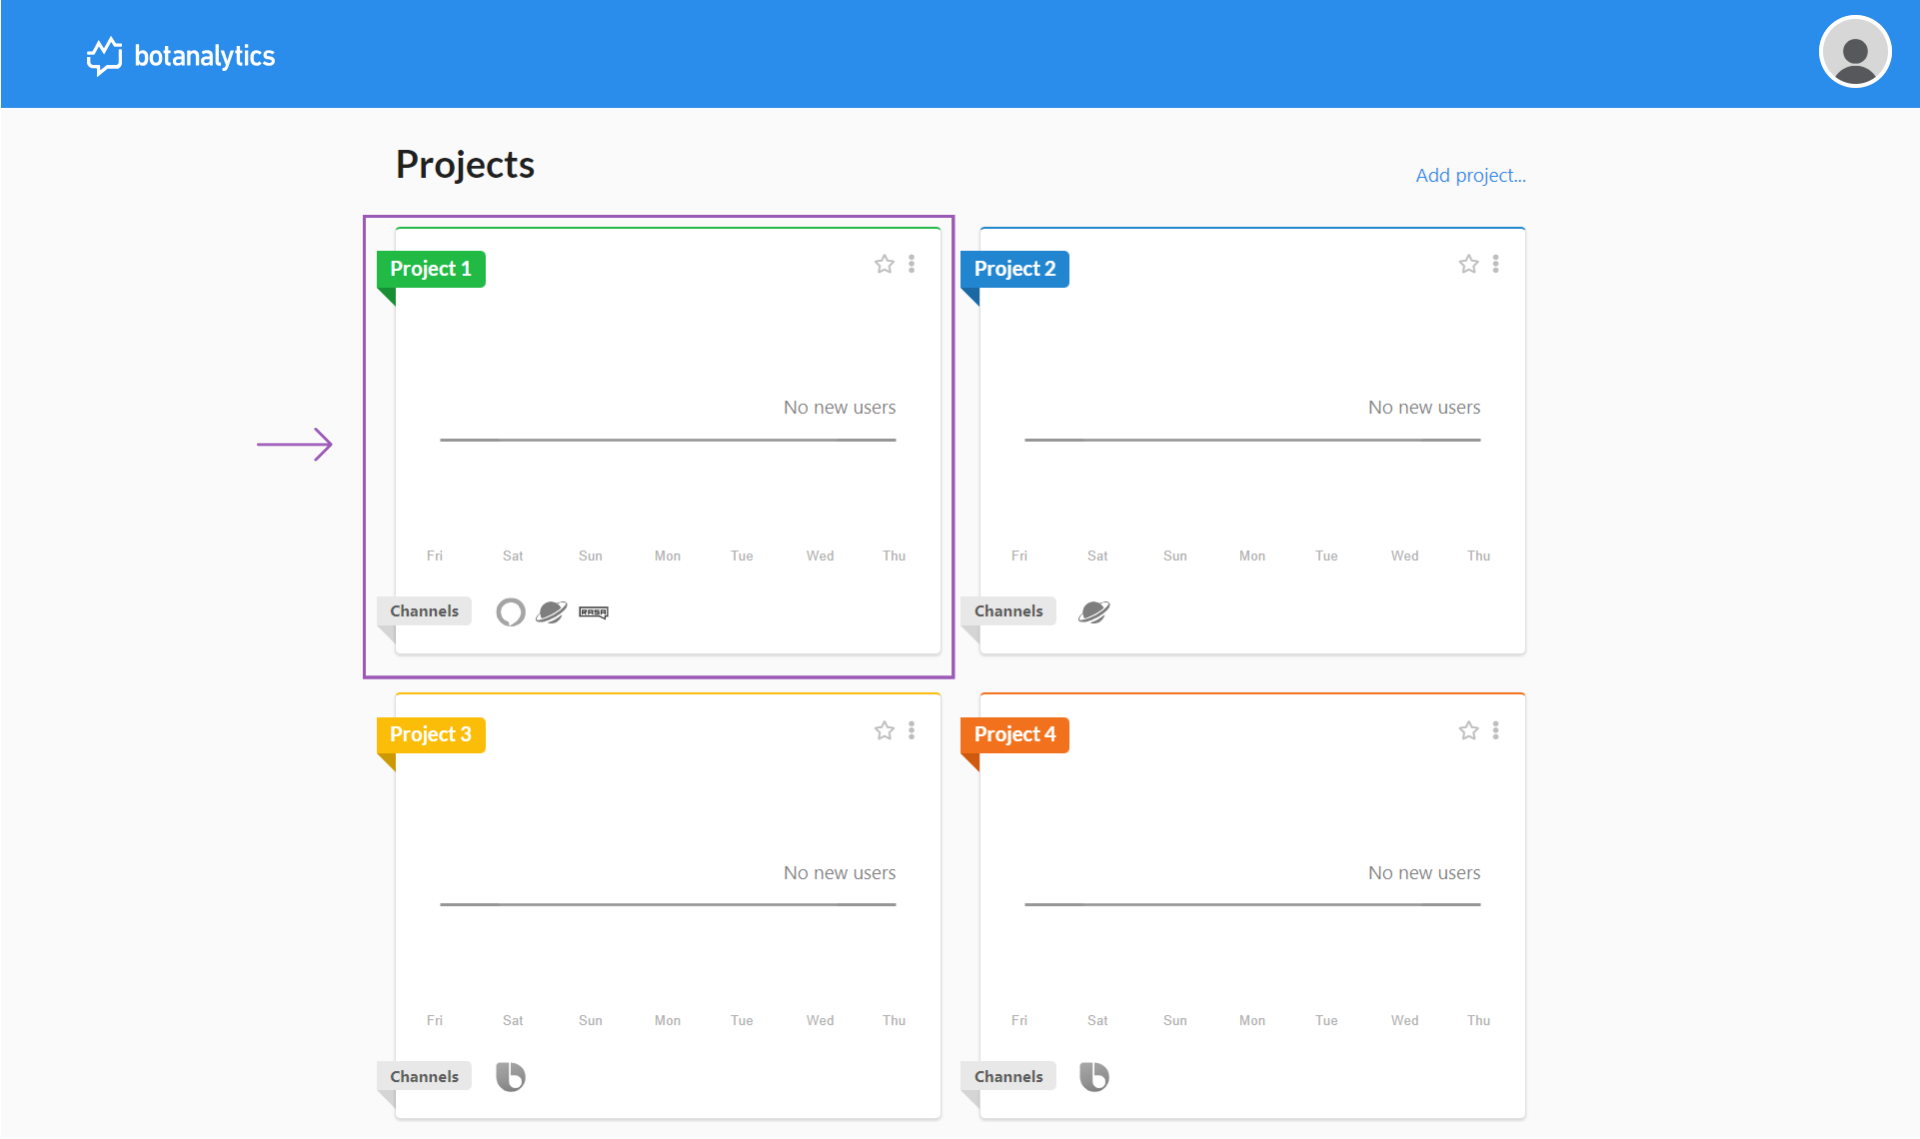 botanalytics
Projects
Add project...
Project 1
No new users
Fri Sat Sun Mon Tue Wed Thu
Channels RASA
Project 2
No new users
Fri Sat Sun Mon Tue Wed Thu
Channels
Project 3
No new users
Fri Sat Sun Mon Tue Wed Thu
Channels
Project 4
No new users
Fri Sat Sun Mon Tue Wed Thu
Channels